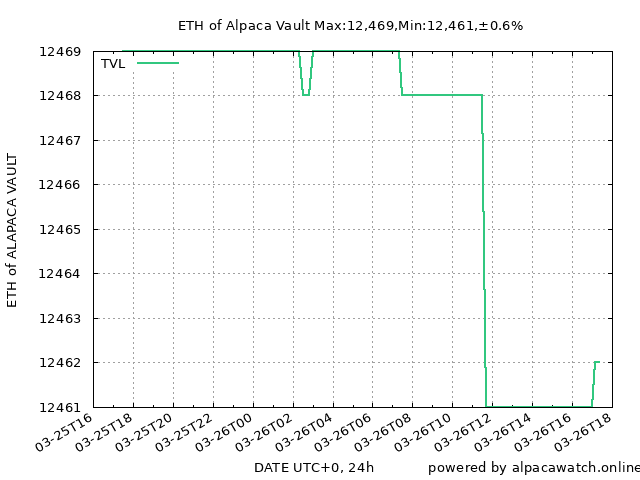 ETH of Alpaca Vault Max:12,469,Min:12,461,±0.6%
TVL
12469
12468
12467
12466
12465
12464
12463
12462
12461
ETH of ALAPACA VAULT
03-25T16
03-25T18
03-25T20
03-25T22
03-26T00
03-26T02
03-26T04
03-26T06
03-26T08
03-26T10
03-26T12
03-26T14
03-26T16
03-26T18
DATE UTC+0, 24h
powered by alpacawatch.online